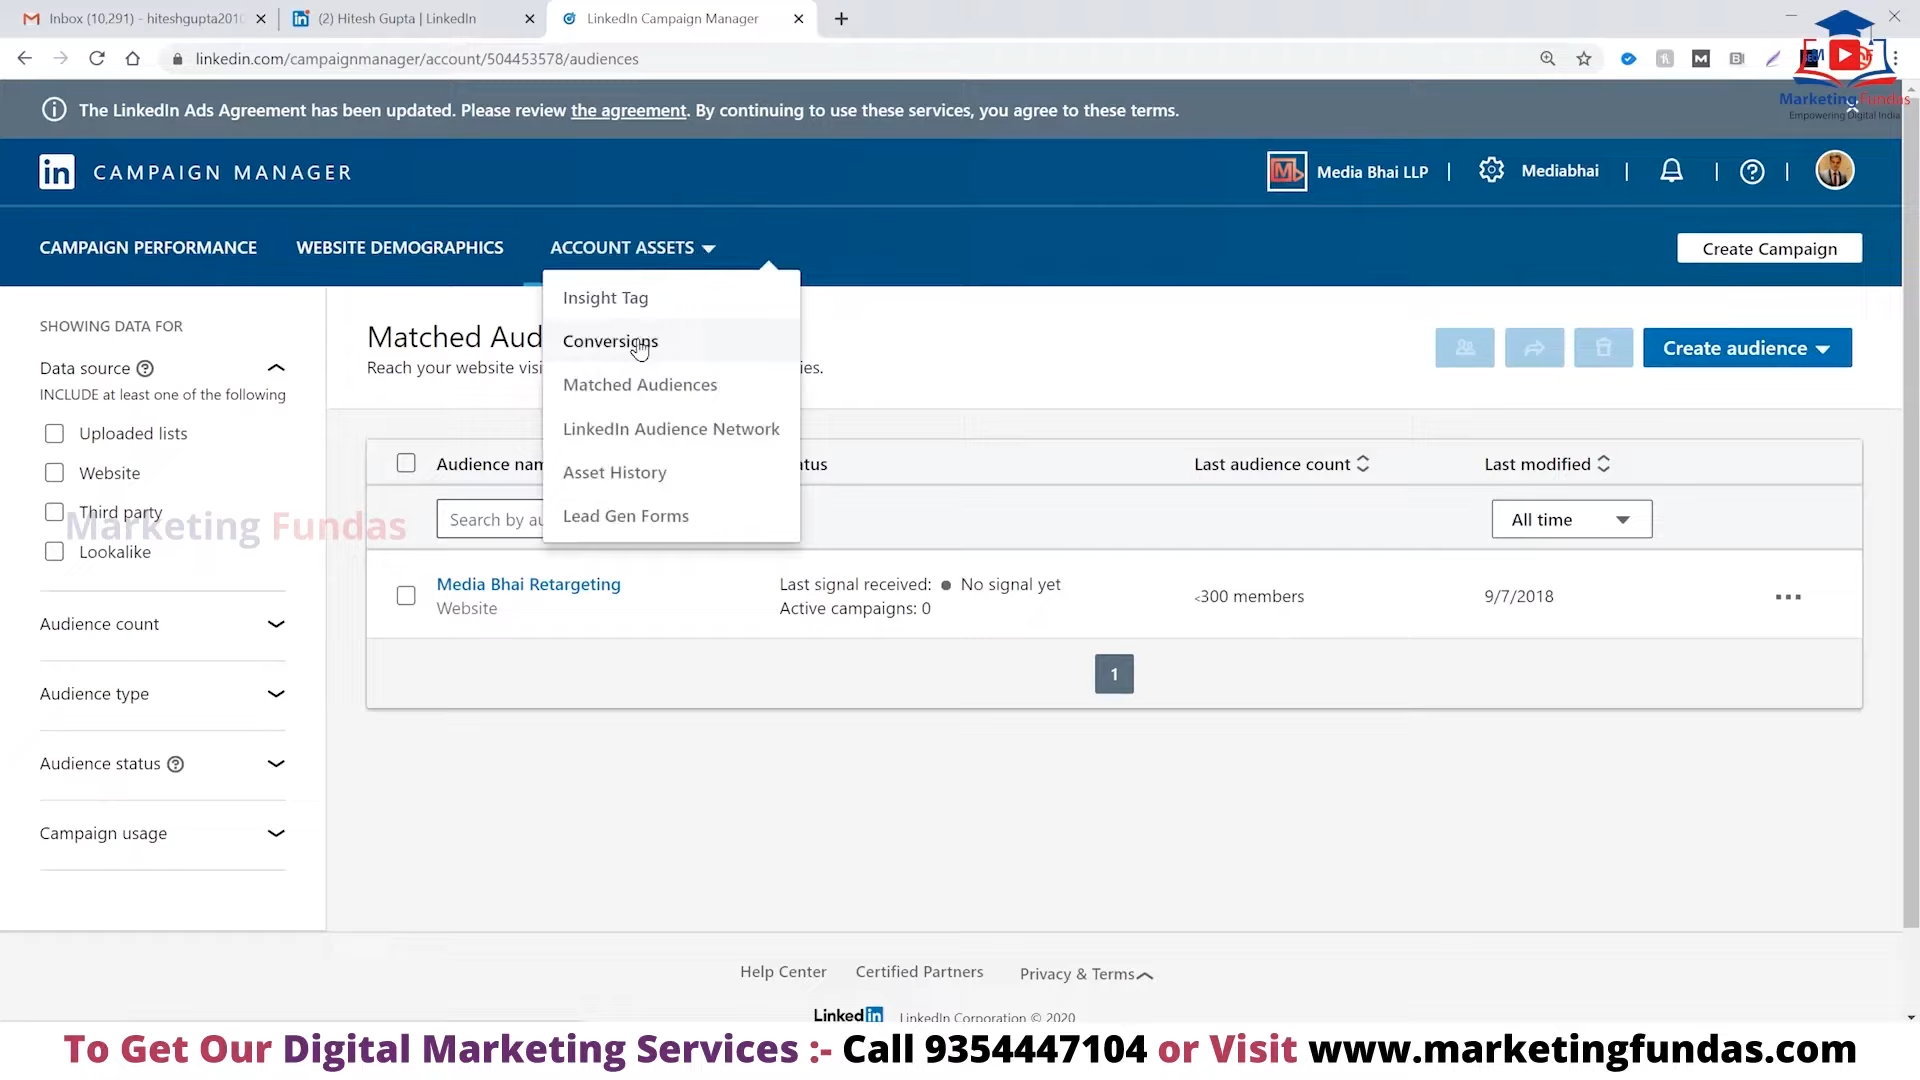 Inbox (10,291) - hiteshgupta201
(2) Hitesh Gupta | LinkedIn
LinkedIn Campaign Manager
linkedin.com/campaignmanager/account/504453578/audiences
Marketing Fundas
Empowering Digital India
The LinkedIn Ads Agreement has been updated. Please review the agreement. By continuing to use these services, you agree to these terms.
in CAMPAIGN MANAGER
Media Bhai LLP
Mediabhai
CAMPAIGN PERFORMANCE
WEBSITE DEMOGRAPHICS
ACCOUNT ASSETS
Create Campaign
Insight Tag
Conversions
Matched Audiences
LinkedIn Audience Network
Asset History
Lead Gen Forms
SHOWING DATA FOR
Data source
INCLUDE at least one of the following
Uploaded lists
Website
Third party
Lookalike
Marketing Fundas
Audience count
Audience type
Audience status
Campaign usage
Matched Aud
Reach your website visi
ies.
Create audience
Audience nam
tus
Last audience count
Last modified
Search by au
All time
Media Bhai Retargeting
Website
Last signal received: No signal yet
Active campaigns: 0
<300 members
9/7/2018
1
Help Center
Certified Partners
Privacy & Terms
Linkedin
LinkedIn Corporation © 2020
To Get Our Digital Marketing Services :- Call 9354447104 or Visit www.marketingfundas.com